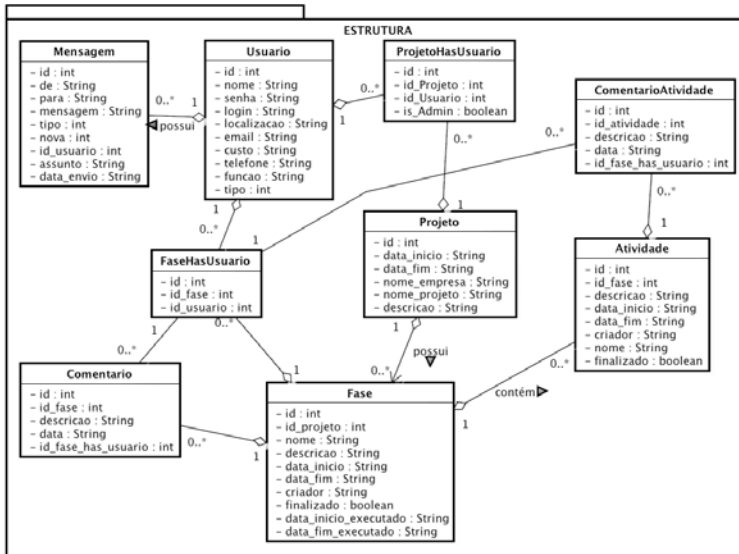 ESTRUTURA
Mensagem
- id : int
- de : String
- para : String
- mensagem : String
- tipo : int
- nova : int
- id_usuario : int
- assunto : String
- data_envio : String
0..*
1
possui
Usuario
- id : int
- nome : String
- senha : String
- login : String
- localizacao : String
- email : String
- custo : String
- telefone : String
- funcao : String
- tipo : int
0..*
1
ProjetoHasUsuario
- id : int
- id_Projeto : int
- id_Usuario : int
- is_Admin : boolean
0..*
1
ComentarioAtividade
- id : int
- id_atividade : int
- descricao : String
- data : String
- id_fase_has_usuario : int
0..*
0..*
1
1
0..*
1
FaseHasUsuario
- id : int
- id_fase : int
- id_usuario : int
Projeto
- id : int
- data_inicio : String
- data_fim : String
- nome_empresa : String
- nome_projeto : String
- descricao : String
Atividade
- id : int
- id_fase : int
- descricao : String
- data_inicio : String
- data_fim : String
- criador : String
- nome : String
- finalizado : boolean
1
0..*
0..*
1
1
possui
0..*
0..*
contém
1
Comentario
- id : int
- id_fase : int
- descricao : String
- data : String
- id_fase_has_usuario : int
0..*
1
Fase
- id : int
- id_projeto : int
- nome : String
- descricao : String
- data_inicio : String
- data_fim : String
- criador : String
- finalizado : boolean
- data_inicio_executado : String
- data_fim_executado : String